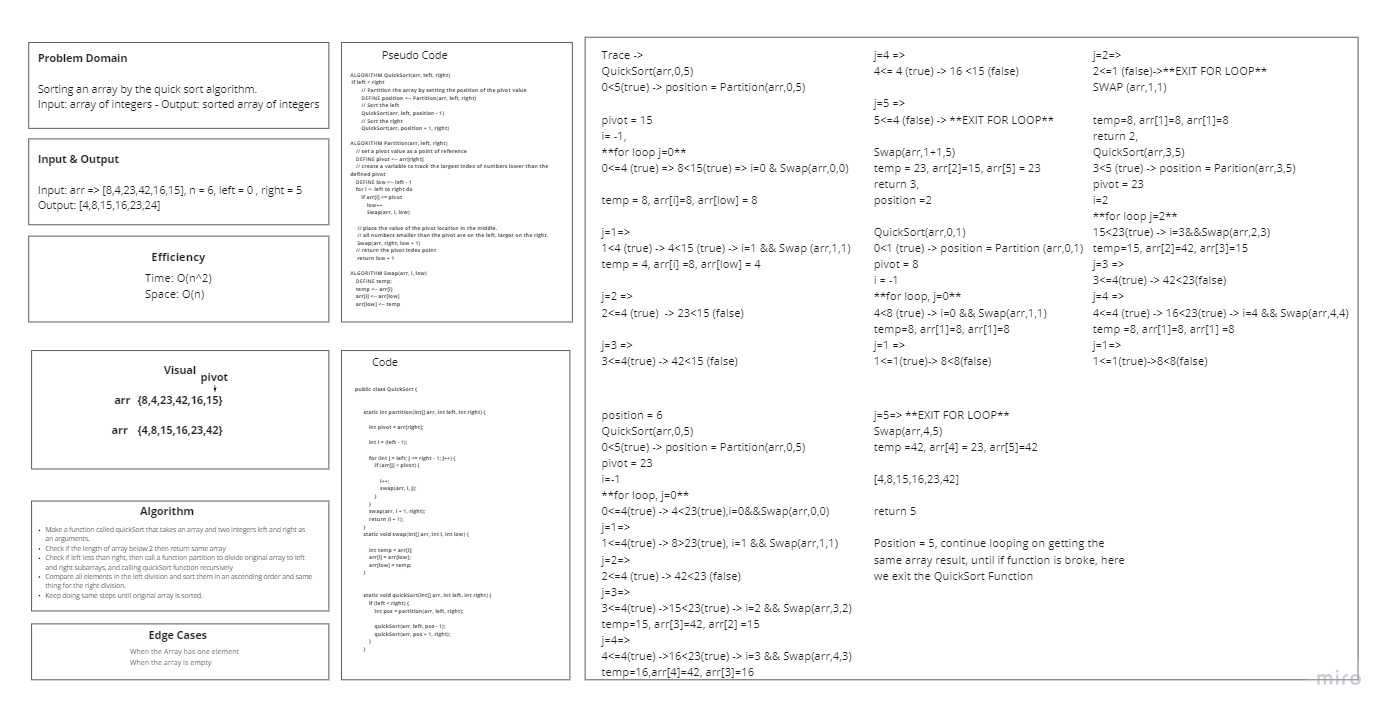 Problem Domain
Sorting an array by the quick sort algorithm.
Input: array of integers - Output: sorted array of integers
Input & Output
Input: arr => [8,4,23,42,16,15], n = 6, left = 0 , right = 5
Output: [4,8,15,16,23,24]
Efficiency
Time: O(n^2)
Space: O(n)
Visual
pivot
arr {8,4,23,42,16,15}
arr {4,8,15,16,23,42}
Algorithm
• Make a function called quickSort that takes an array and two integers left and right as
an arguments.
• Check if the length of array below 2 then return same array
• Check if left less than right, then call a function partition to divide original array to left
and right subarrays, and calling quickSort function recursively
• Compare all elements in the left division and sort them in an ascending order and same
thing for the right division.
• Keep doing same steps until original array is sorted.
Edge Cases
When the Array has one element
When the array is empty
Pseudo Code
ALGORITHM QuickSort(arr, left, right)
if left < right
// Partition the array by setting the position of the pivot value
DEFINE position <-- Partition(arr, left, right)
// Sort the left
QuickSort(arr, left, position - 1)
// Sort the right
QuickSort(arr, position + 1, right)
ALGORITHM Partition(arr, left, right)
// set a pivot value as a point of reference
DEFINE pivot <-- arr[right]
// create a variable to track the largest index of numbers lower than the
defined pivot
DEFINE low <-- left - 1
for i <- left to right do
if arr[i] <= pivot
low++
Swap(arr, i, low)
// place the value of the pivot location in the middle.
// all numbers smaller than the pivot are on the left, larger on the right.
Swap(arr, right, low + 1)
// return the pivot index point
return low + 1
ALGORITHM Swap(arr, i, low)
DEFINE temp;
temp <-- arr[i]
arr[i] <-- arr[low]
arr[low] <-- temp
Code
public class QuickSort {
static int partition(int[] arr, int left, int right) {
int pivot = arr[right];
int i = (left - 1);
for (int j = left; j <= right - 1; j++) {
if (arr[j] < pivot) {
i++;
swap(arr, i, j);
}
}
swap(arr, i + 1, right);
return (i + 1);
}
static void swap(int[] arr, int i, int low) {
int temp = arr[i];
arr[i] = arr[low];
arr[low] = temp;
}
static void quickSort(int[] arr, int left, int right) {
if (left < right) {
int pos = partition(arr, left, right);
quickSort(arr, left, pos - 1);
quickSort(arr, pos + 1, right);
}
}
Trace ->
QuickSort(arr,0,5)
0<5(true) -> position = Partition(arr,0,5)
pivot = 15
i= -1,
**for loop j=0**
0<=4 (true) => 8<15(true) => i=0 & Swap(arr,0,0)
temp = 8, arr[i]=8, arr[low] = 8
j=1=>
1<4 (true) -> 4<15 (true) -> i=1 && Swap (arr,1,1)
temp = 4, arr[i] =8, arr[low] = 4
j=2 =>
2<=4 (true) -> 23<15 (false)
j=3 =>
3<=4(true) -> 42<15 (false)
j=4 =>
4<= 4 (true) -> 16 <15 (false)
j=5 =>
5<=4 (false) -> **EXIT FOR LOOP**
Swap(arr,1+1,5)
temp = 23, arr[2]=15, arr[5] = 23
return 3,
position =2
QuickSort(arr,0,1)
0<1 (true) -> position = Partition (arr,0,1)
pivot = 8
i = -1
**for loop, j=0**
4<8 (true) -> i=0 && Swap(arr,1,1)
temp=8, arr[1]=8, arr[1]=8
j=1 =>
1<=1(true)-> 8<8(false)
j=2=>
2<=1 (false)->**EXIT FOR LOOP**
SWAP (arr,1,1)
temp=8, arr[1]=8, arr[1]=8
return 2,
QuickSort(arr,3,5)
3<5 (true) -> position = Parition(arr,3,5)
pivot = 23
i=2
**for loop j=2**
15<23(true) -> i=3&&Swap(arr,2,3)
temp=15, arr[2]=42, arr[3]=15
j=3 =>
3<=4(true) -> 42<23(false)
j=4 =>
4<=4 (true) -> 16<23(true) -> i=4 && Swap(arr,4,4)
temp =8, arr[1]=8, arr[1] =8
j=1=>
1<=1(true)->8<8(false)
position = 6
QuickSort(arr,0,5)
0<5(true) -> position = Partition(arr,0,5)
pivot = 23
i=-1
**for loop, j=0**
0<=4(true) -> 4<23(true),i=0&&Swap(arr,0,0)
j=1=>
1<=4(true) -> 8>23(true), i=1 && Swap(arr,1,1)
j=2=>
2<=4 (true) -> 42<23 (false)
j=3=>
3<=4(true) ->15<23(true) -> i=2 && Swap(arr,3,2)
temp=15, arr[3]=42, arr[2] =15
j=4=>
4<=4(true) ->16<23(true) -> i=3 && Swap(arr,4,3)
temp=16,arr[4]=42, arr[3]=16
j=5=> **EXIT FOR LOOP**
Swap(arr,4,5)
temp =42, arr[4] = 23, arr[5]=42
[4,8,15,16,23,42]
return 5
Position = 5, continue looping on getting the
same array result, until if function is broke, here
we exit the QuickSort Function
miro